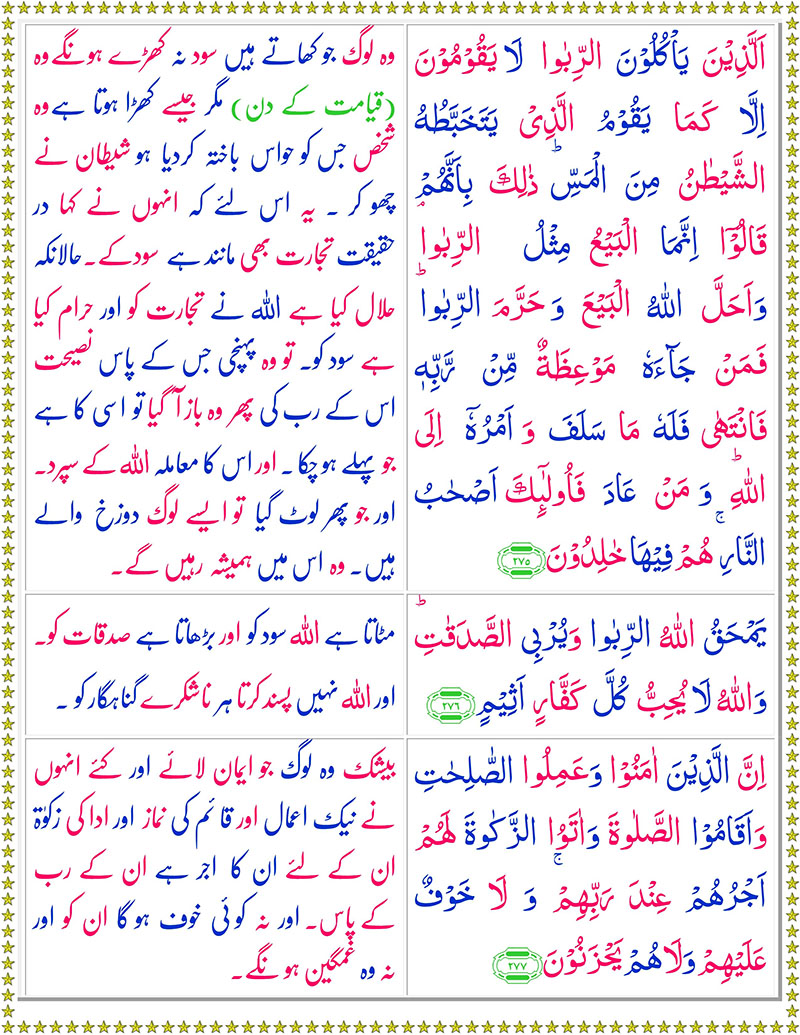 اَلَّذِيْنَ يَاْكُلُوْنَ الرِّبٰوا لَا يَقُوْمُوْنَ
اِلَّا كَمَا يَقُوْمُ الَّذِىْ يَتَخَبَّطُهُ
الشَّيْطٰنُ مِنَ الْمَسِّ ؕ ذٰلِكَ بِاَنَّهُمْ
قَالُوْٓا اِنَّمَا الْبَيْعُ مِثْلُ الرِّبٰوا ۘ
وَاَحَلَّ اللّٰهُ الْبَيْعَ وَحَرَّمَ الرِّبٰوا ؕ
فَمَنْ جَآءَهٗ مَوْعِظَةٌ مِّنْ رَّبِّهٖ
فَانْتَهٰى فَلَهٗ مَا سَلَفَ وَ اَمْرُهٗٓ اِلَى
اللّٰهِ ؕ وَ مَنْ عَادَ فَاُولٰٓئِكَ اَصْحٰبُ
النَّارِ ۚ هُمْ فِيْهَا خٰلِدُوْنَ ﴿۲۷۵﴾
وہ لوگ جو کھاتے ہیں سود نہ کھڑے ہونگے وہ
(قیامت کے دن) مگر جیسے کھڑا ہوتا ہے وہ
شخص جس کو حواس باختہ کردیا ہو شیطان نے
چھو کر ۔ یہ اس لئے کہ انہوں نے کہا در
حقیقت تجارت بھی مانند ہے سودکے۔ حالانکہ
حلال کیا ہے اللہ نے تجارت کو اور حرام کیا
ہے سود کو۔ تو وہ پہنچی جس کے پاس نصیحت
اس کے رب کی پھر وہ باز آ گیا تو اسی کا ہے
جو پہلے ہوچکا ۔ اور اس کا معاملہ اللہ کے سپرد۔
اور جو پھر لوٹ گیا تو ایسے لوگ دوزخ والے
ہیں۔ وہ اس میں ہمیشہ رہیں گے۔
يَمْحَقُ اللّٰهُ الرِّبٰوا وَيُرْبِى الصَّدَقٰتِ ؕ
وَاللّٰهُ لَا يُحِبُّ كُلَّ كَفَّارٍ اَثِيْمٍ ﴿۲۷۶﴾
مٹاتا ہے اللہ سود کو اور بڑھاتا ہے صدقات کو۔
اور اللہ نہیں پسند کرتا ہر ناشکرے گناہگار کو ۔
اِنَّ الَّذِيْنَ اٰمَنُوْا وَعَمِلُوا الصّٰلِحٰتِ
وَاَقَامُوا الصَّلٰوةَ وَاٰتَوُا الزَّكٰوةَ لَهُمْ
اَجْرُهُمْ عِنْدَ رَبِّهِمْ ۚ وَ لَا خَوْفٌ
عَلَيْهِمْ وَلَا هُمْ يَحْزَنُوْنَ ﴿۲۷۷﴾
بیشک وہ لوگ جو ایمان لائے اور کئے انہوں
نے نیک اعمال اور قائم کی نماز اور ادا کی زکوٰۃ
ان کے لئے ان کا اجر ہے ان کے رب
کے پاس۔ اور نہ کوئی خوف ہو گا ان کو اور
نہ وہ غمگین ہونگے۔